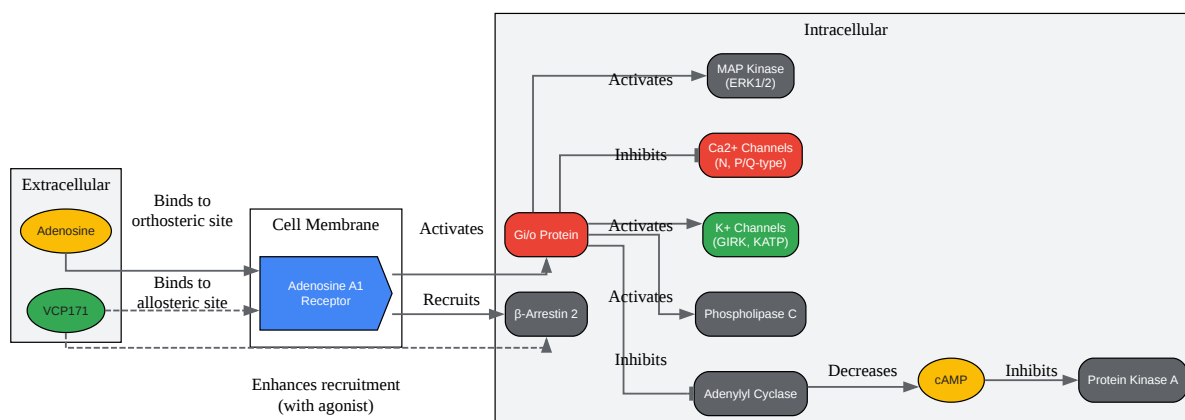 Intracellular
MAP Kinase
(ERK1/2)
Activates
Ca2+ Channels
(N, P/Q-type)
Inhibits
Extracellular
Binds to
orthosteric site
Cell Membrane
Adenosine
Activates
Gi/o Protein
Activates
K+ Channels
(GIRK, KATP)
Adenosine A1
Receptor
Binds to
allosteric site
VCP171
Recruits
β-Arrestin 2
Activates
Phospholipase C
Inhibits
Enhances recruitment
(with agonist)
Adenylyl Cyclase
Decreases
cAMP
Inhibits
Protein Kinase A